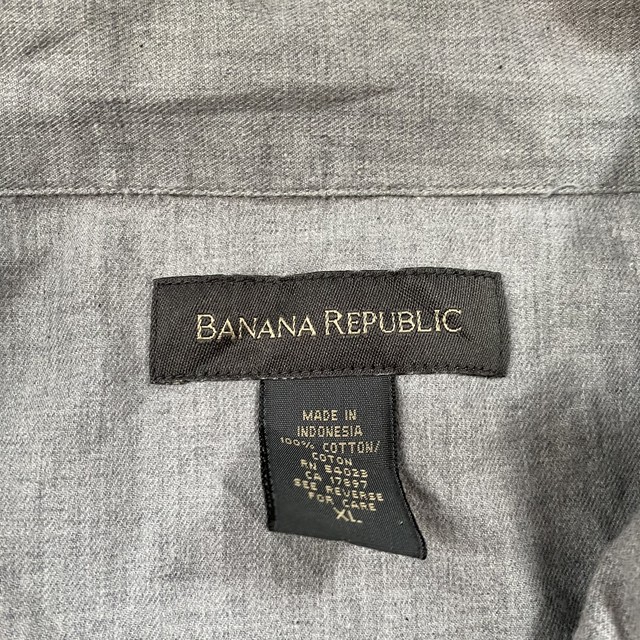 BANANA REPUBLIC
MADE IN
INDONESIA
100% COTTON/
COTON
RN 54023
CA 17897
SEE REVERSE
FOR CARE
XL